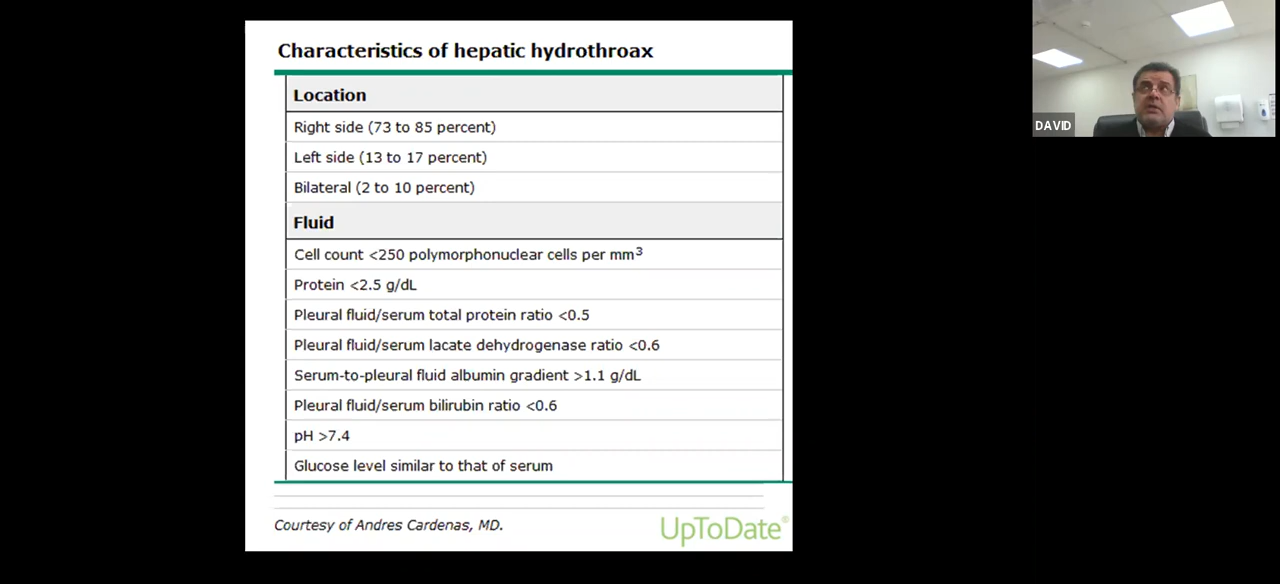 Characteristics of hepatic hydrothroax
Location
Right side (73 to 85 percent)
Left side (13 to 17 percent)
Bilateral (2 to 10 percent)
Fluid
Cell count <250 polymorphonuclear cells per mm³
Protein <2.5 g/dL
Pleural fluid/serum total protein ratio <0.5
Pleural fluid/serum lacate dehydrogenase ratio <0.6
Serum-to-pleural fluid albumin gradient >1.1 g/dL
Pleural fluid/serum bilirubin ratio <0.6
pH >7.4
Glucose level similar to that of serum
Courtesy of Andres Cardenas, MD.
UpToDate®
DAVID